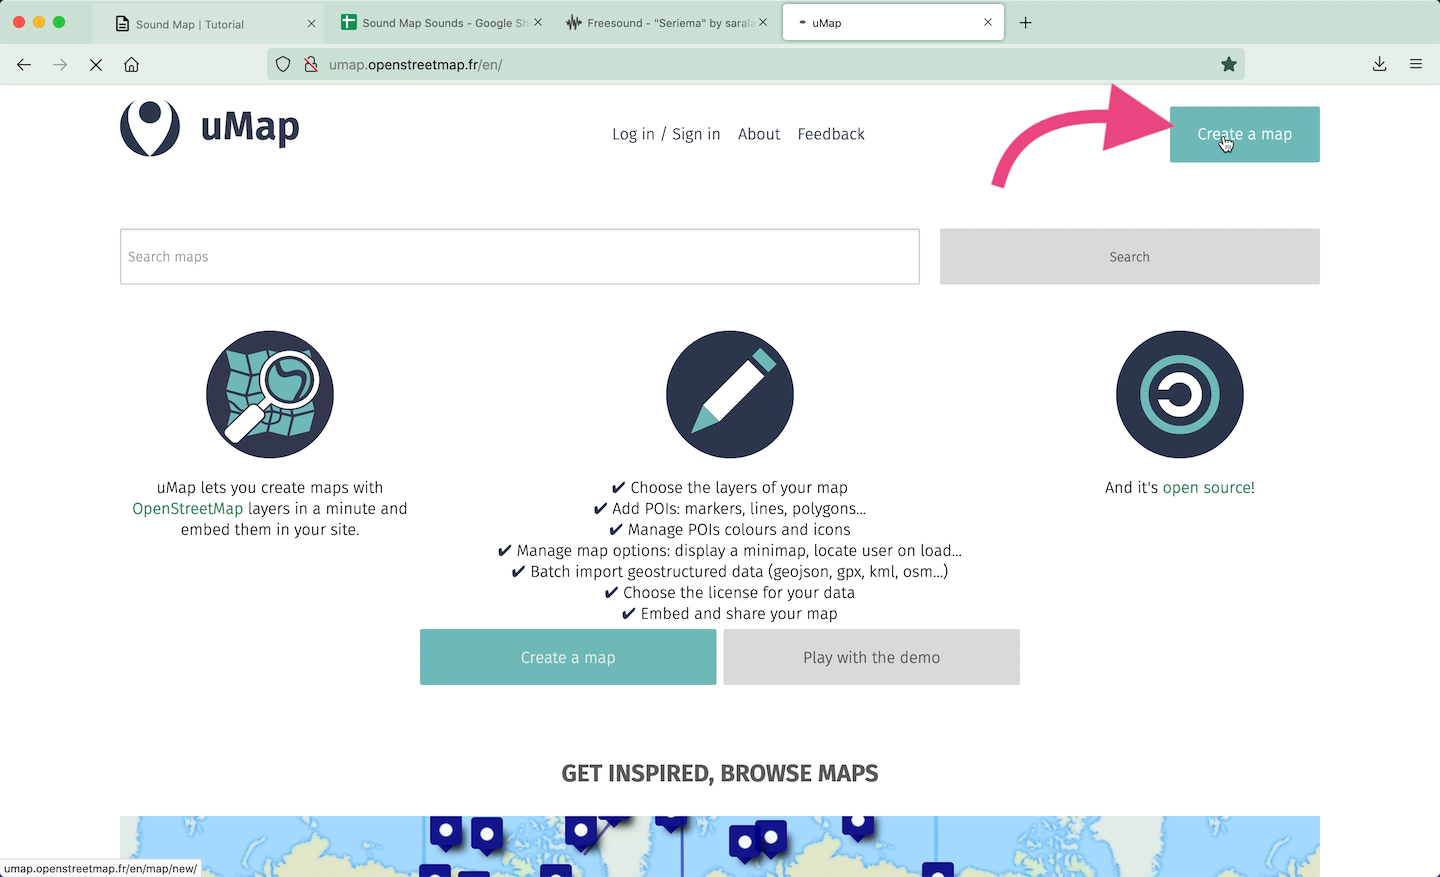 Sound Map | Tutorial
Sound Map Sounds - Google She
Freesound - "Seriema" by sarala
uMap
umap.openstreetmap.fr/en/
uMap
Log in / Sign in
About
Feedback
Create a map
Search maps
Search
uMap lets you create maps with
OpenStreetMap layers in a minute and
embed them in your site.
✔ Choose the layers of your map
✔ Add POIs: markers, lines, polygons...
✔ Manage POIs colours and icons
✔ Manage map options: display a minimap, locate user on load...
✔ Batch import geostructured data (geojson, gpx, kml, osm...)
✔ Choose the license for your data
✔ Embed and share your map
And it's open source!
Create a map
Play with the demo
GET INSPIRED, BROWSE MAPS
umap.openstreetmap.fr/en/map/new/